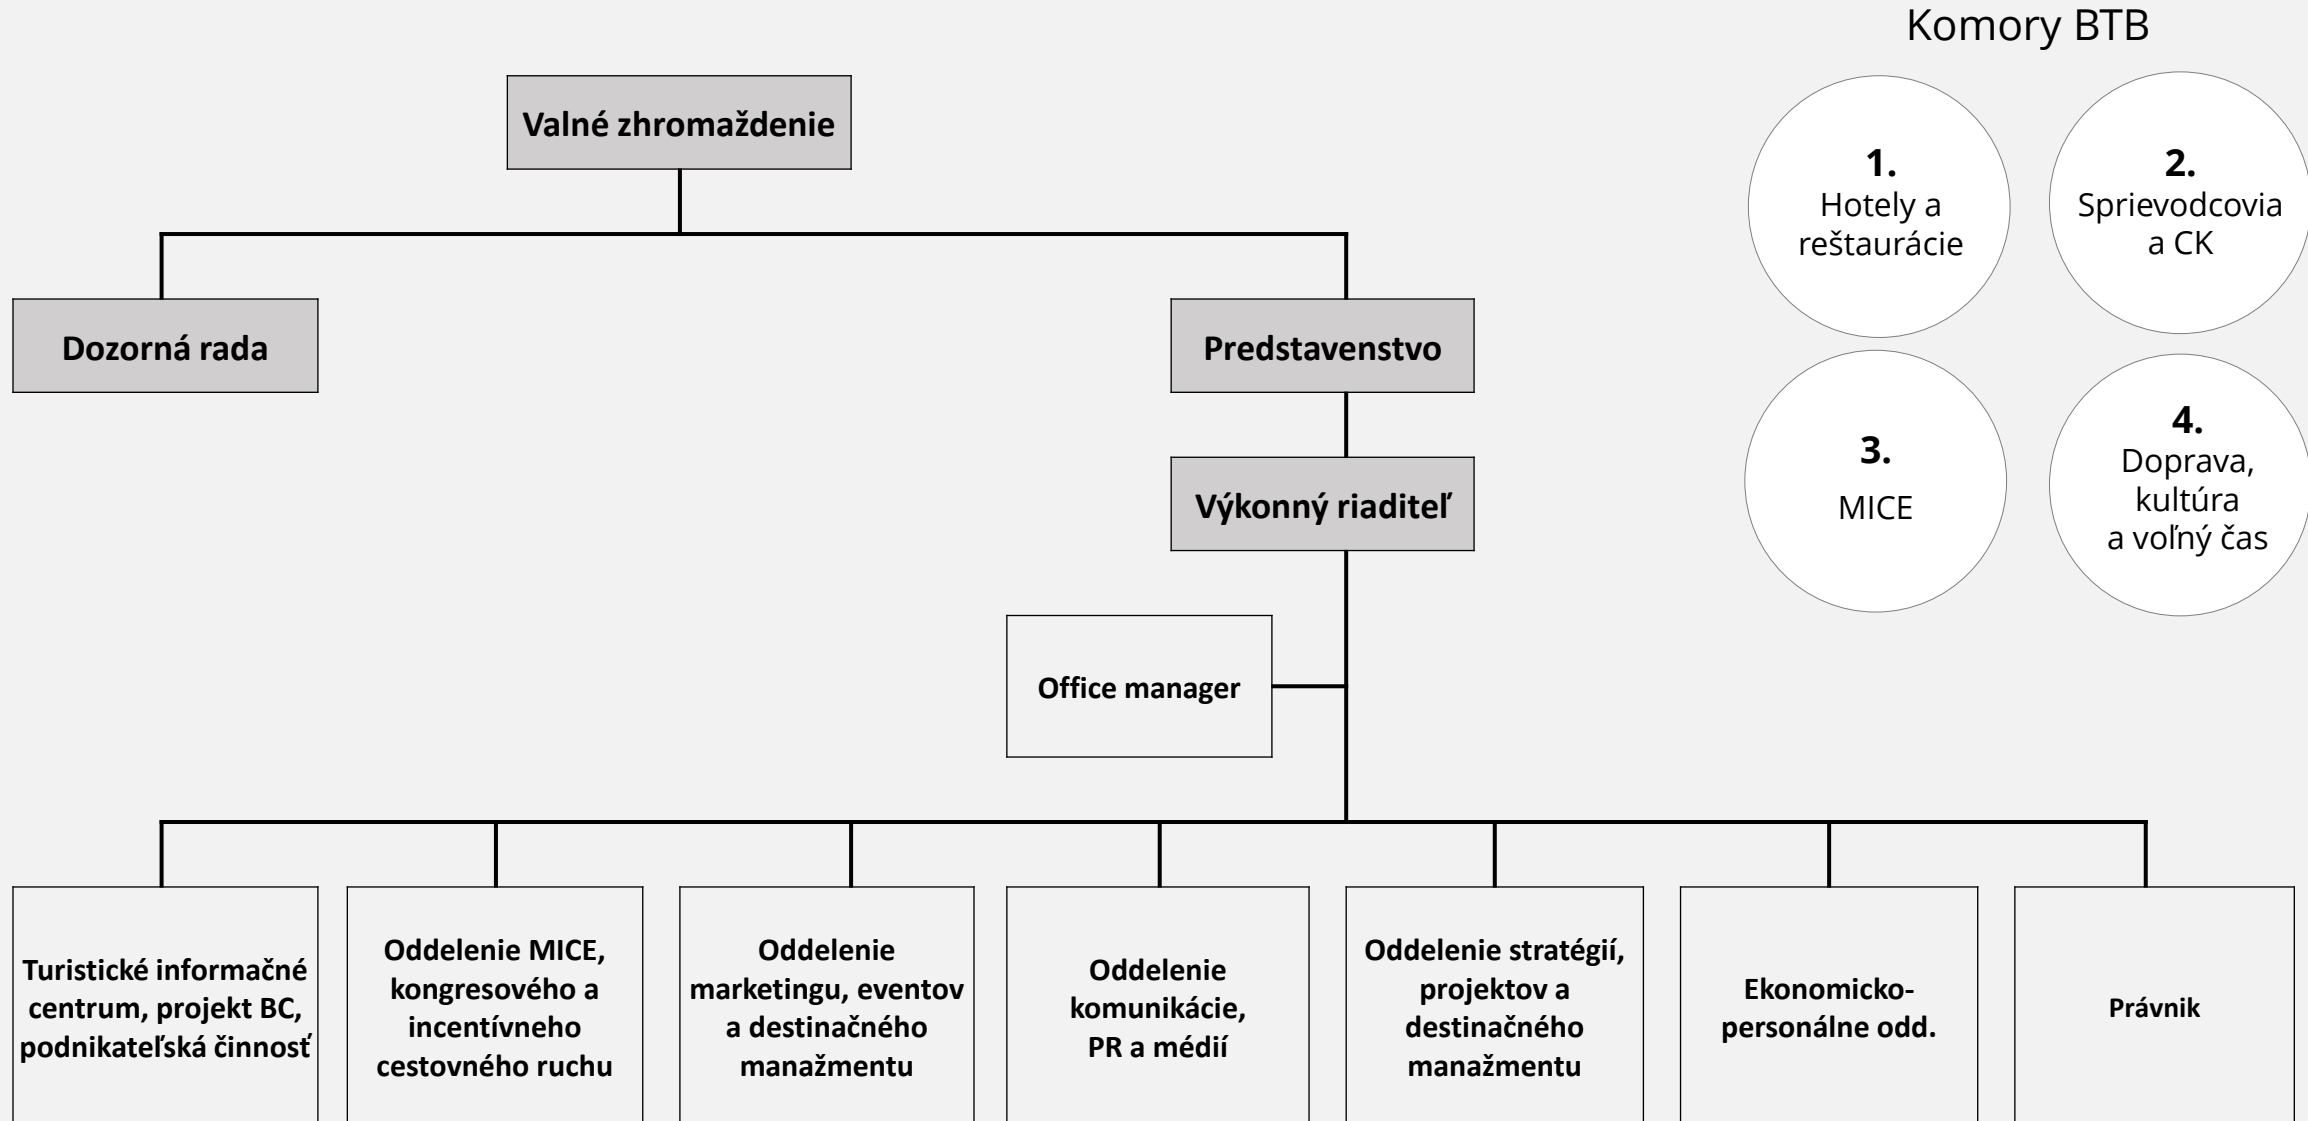 Komory BTB
Valné zhromaždenie
Dozorná rada
Predstavenstvo
Výkonný riaditeľ
Office manager
1.
Hotely a
reštaurácie
2.
Sprievodcovia
a CK
3.
MICE
4.
Doprava,
kultúra
a voľný čas
Turistické informačné
centrum, projekt BC,
podnikateľská činnosť
Oddelenie MICE,
kongresového a
incentívneho
cestovného ruchu
Oddelenie
marketingu, eventov
a destinačného
manažmentu
Oddelenie
komunikácie,
PR a médií
Oddelenie stratégií,
projektov a
destinačného
manažmentu
Ekonomicko-
personálne odd.
Právnik